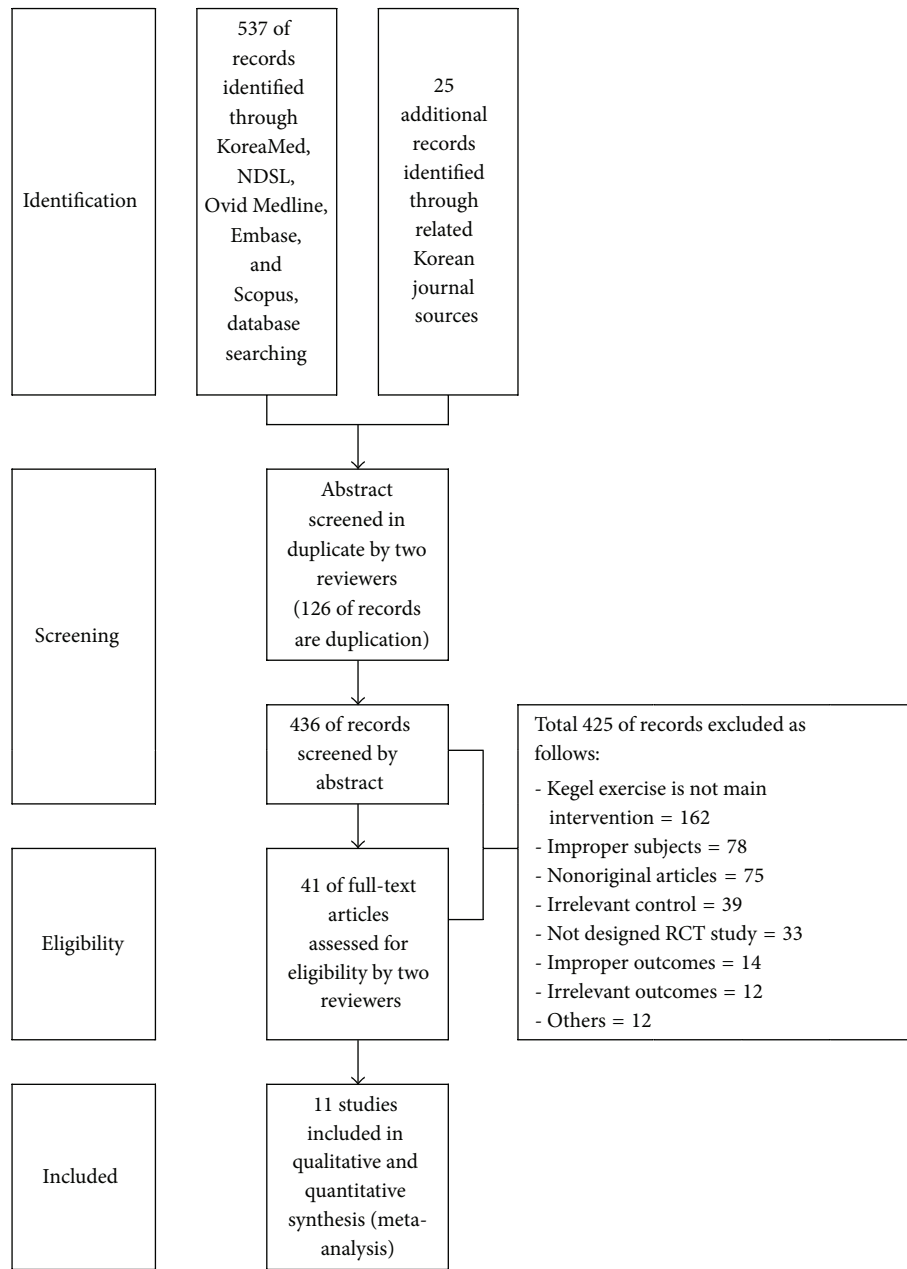 Identification
537 of
records
identified
through
KoreaMed,
NDSL,
Ovid Medline,
Embase,
and
Scopus,
database
searching
25
additional
records
identified
through
related
Korean
journal
sources
Screening
Abstract
screened in
duplicate by two
reviewers
(126 of records
are duplication)
436 of records
screened by
abstract
Total 425 of records excluded as
follows:
- Kegel exercise is not main
intervention = 162
- Improper subjects = 78
- Nonoriginal articles = 75
- Irrelevant control = 39
- Not designed RCT study = 33
- Improper outcomes = 14
- Irrelevant outcomes = 12
- Others = 12
Eligibility
41 of full-text
articles
assessed for
eligibility by two
reviewers
Included
11 studies
included in
qualitative and
quantitative
synthesis (meta-
analysis)